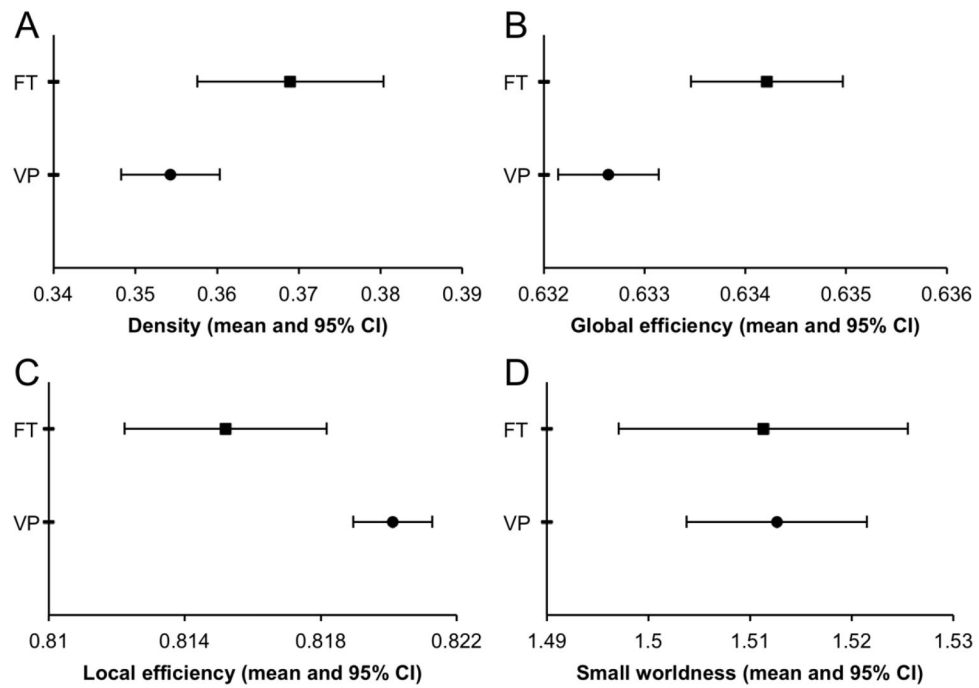 A
FT
VP
0.34 0.35 0.36 0.37 0.38 0.39
Density (mean and 95% CI)
B
FT
VP
0.632 0.633 0.634 0.635 0.636
Global efficiency (mean and 95% CI)
C
FT
VP
0.81 0.814 0.818 0.822
Local efficiency (mean and 95% CI)
D
FT
VP
1.49 1.5 1.51 1.52 1.53
Small worldness (mean and 95% CI)